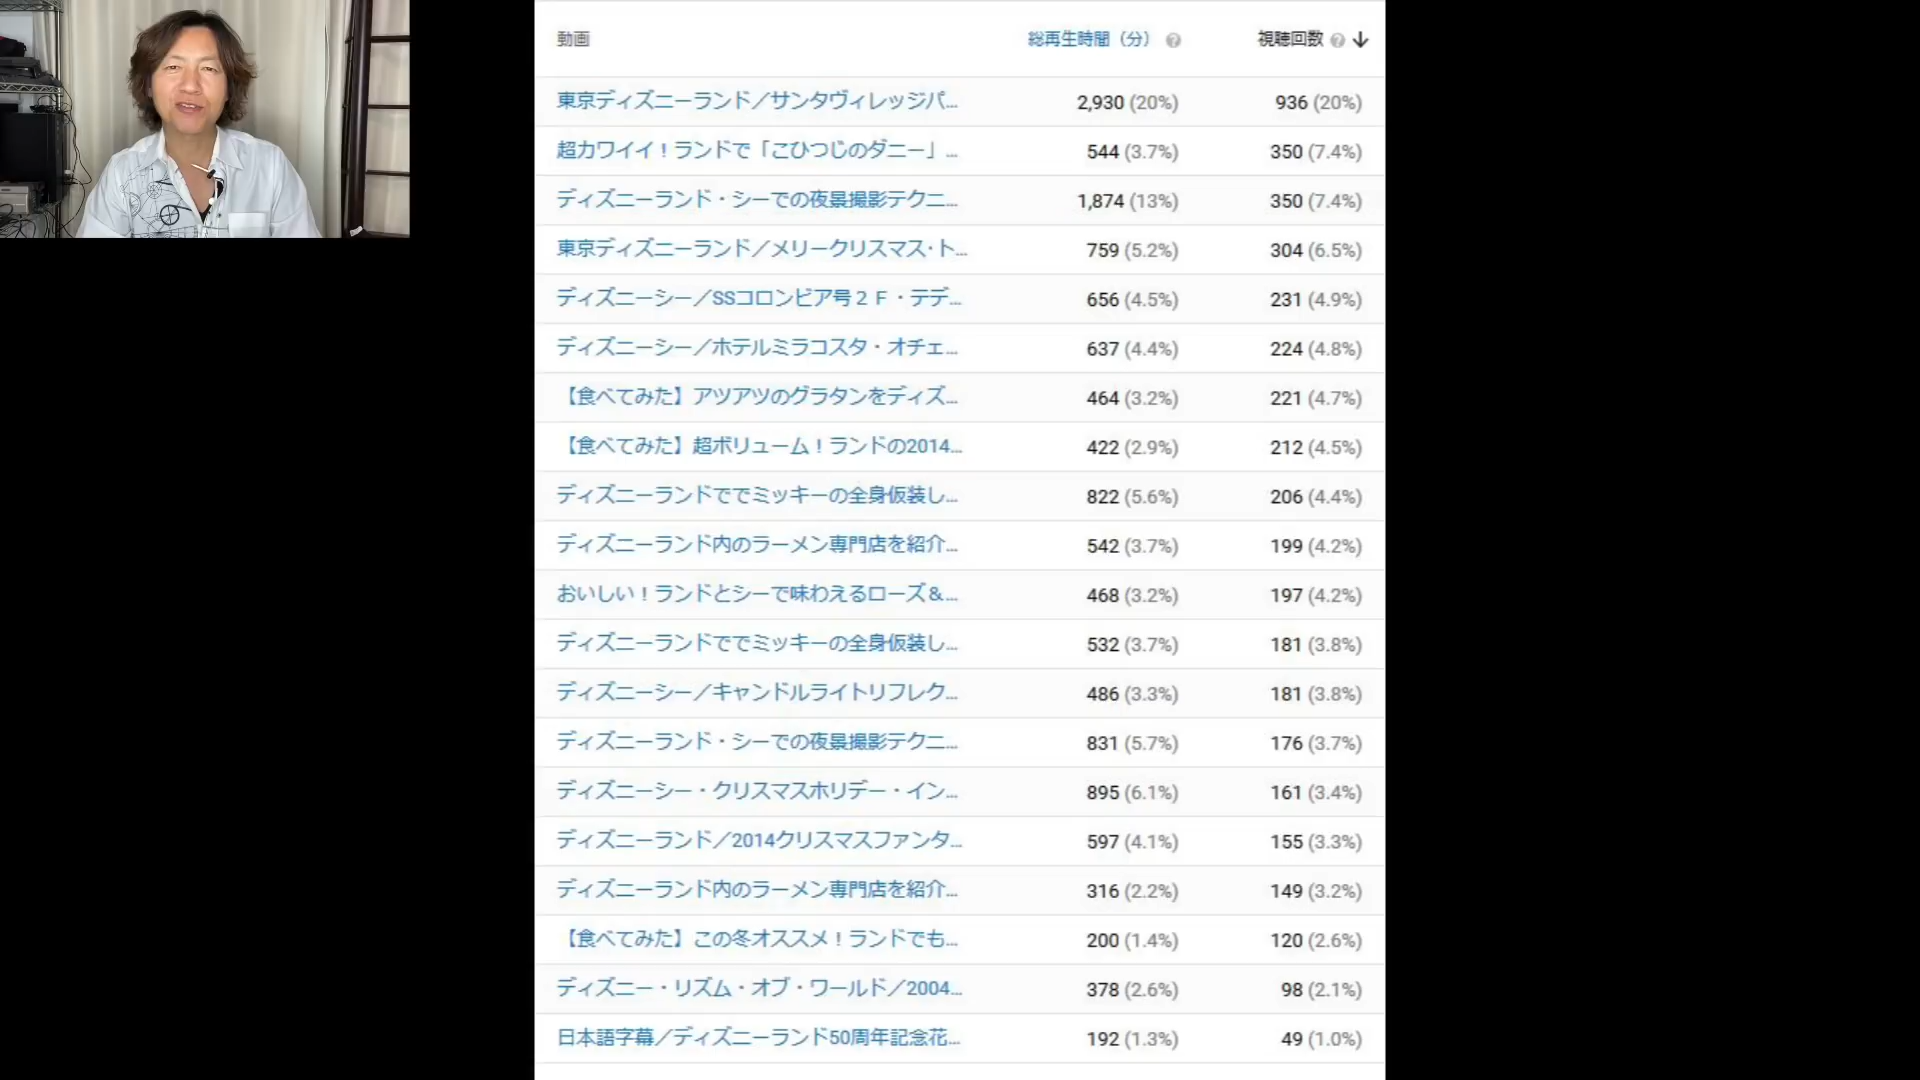 動画 総再生時間（分） 視聴回数
東京ディズニーランド／サンタヴィレッジパ... 2,930 (20%) 936 (20%)
超カワイイ！ランドで「こひつじのダニー」... 544 (3.7%) 350 (7.4%)
ディズニーランド・シーでの夜景撮影テクニ... 1,874 (13%) 350 (7.4%)
東京ディズニーランド／メリークリスマス・ト... 759 (5.2%) 304 (6.5%)
ディズニーシー／SSコロンビア号２Ｆ・テデ... 656 (4.5%) 231 (4.9%)
ディズニーシー／ホテルミラコスタ・オチェ... 637 (4.4%) 224 (4.8%)
【食べてみた】アツアツのグラタンをディズ... 464 (3.2%) 221 (4.7%)
【食べてみた】超ボリューム！ランドの2014... 422 (2.9%) 212 (4.5%)
ディズニーランドででミッキーの全身仮装し... 822 (5.6%) 206 (4.4%)
ディズニーランド内のラーメン専門店を紹介... 542 (3.7%) 199 (4.2%)
おいしい！ランドとシーで味わえるローズ＆... 468 (3.2%) 197 (4.2%)
ディズニーランドででミッキーの全身仮装し... 532 (3.7%) 181 (3.8%)
ディズニーシー／キャンドルライトリフレク... 486 (3.3%) 181 (3.8%)
ディズニーランド・シーでの夜景撮影テクニ... 831 (5.7%) 176 (3.7%)
ディズニーシー・クリスマスホリデー・イン... 895 (6.1%) 161 (3.4%)
ディズニーランド／2014クリスマスファンタ... 597 (4.1%) 155 (3.3%)
ディズニーランド内のラーメン専門店を紹介... 316 (2.2%) 149 (3.2%)
【食べてみた】この冬オススメ！ランドでも... 200 (1.4%) 120 (2.6%)
ディズニー・リズム・オブ・ワールド／2004... 378 (2.6%) 98 (2.1%)
日本語字幕／ディズニーランド50周年記念花... 192 (1.3%) 49 (1.0%)